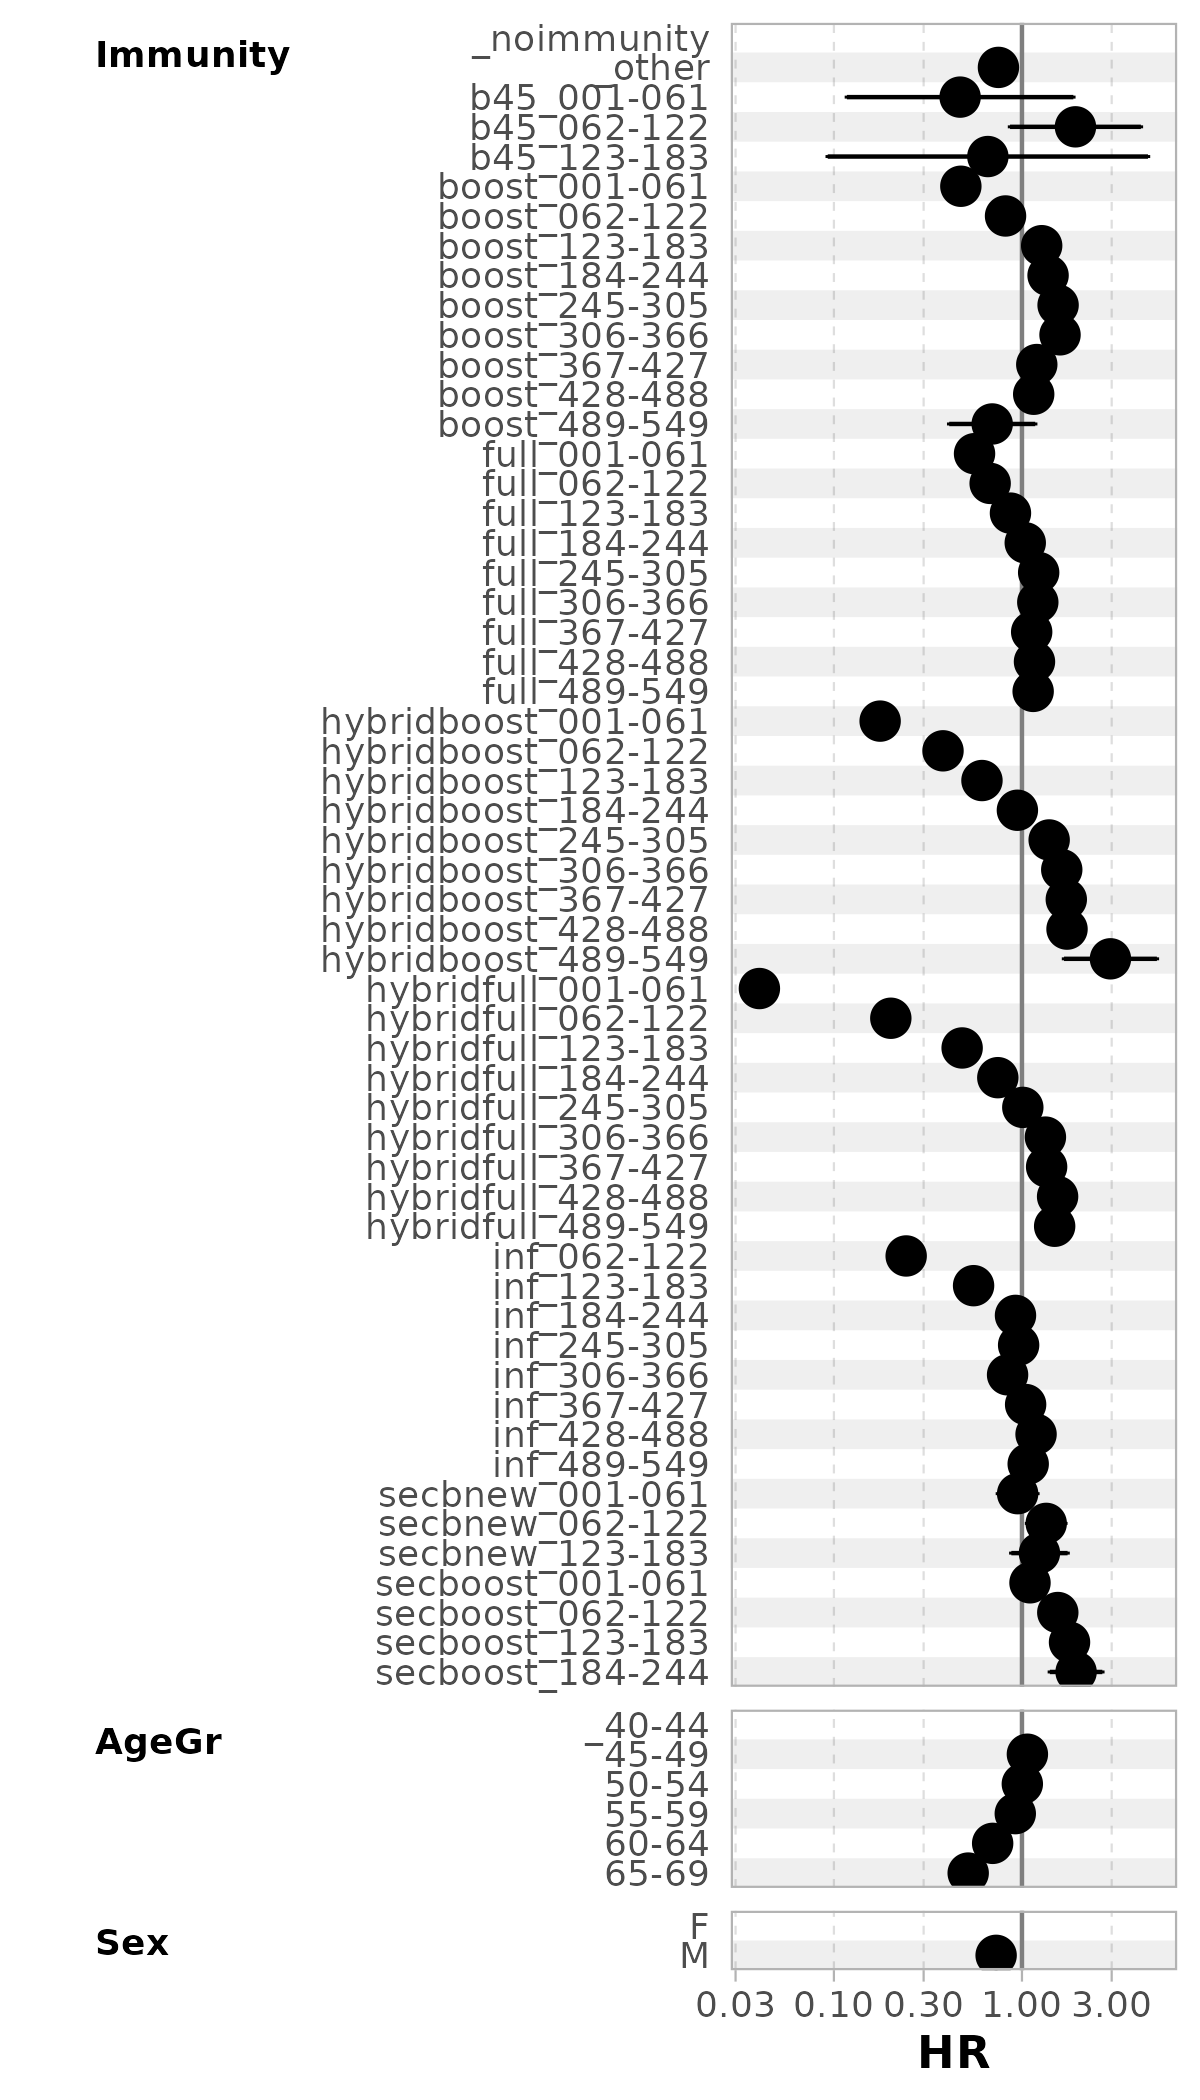 Immunity
_noimmunity
_other
b45_001-061
b45_062-122
b45_123-183
boost_001-061
boost_062-122
boost_123-183
boost_184-244
boost_245-305
boost_306-366
boost_367-427
boost_428-488
boost_489-549
full_001-061
full_062-122
full_123-183
full_184-244
full_245-305
full_306-366
full_367-427
full_428-488
full_489-549
hybridboost_001-061
hybridboost_062-122
hybridboost_123-183
hybridboost_184-244
hybridboost_245-305
hybridboost_306-366
hybridboost_367-427
hybridboost_428-488
hybridboost_489-549
hybridfull_001-061
hybridfull_062-122
hybridfull_123-183
hybridfull_184-244
hybridfull_245-305
hybridfull_306-366
hybridfull_367-427
hybridfull_428-488
hybridfull_489-549
inf_062-122
inf_123-183
inf_184-244
inf_245-305
inf_306-366
inf_367-427
inf_428-488
inf_489-549
secbnew_001-061
secbnew_062-122
secbnew_123-183
secboost_001-061
secboost_062-122
secboost_123-183
secboost_184-244
AgeGr
_40-44
45-49
50-54
55-59
60-64
65-69
Sex
F
M
0.03 0.10 0.30 1.00 3.00
HR